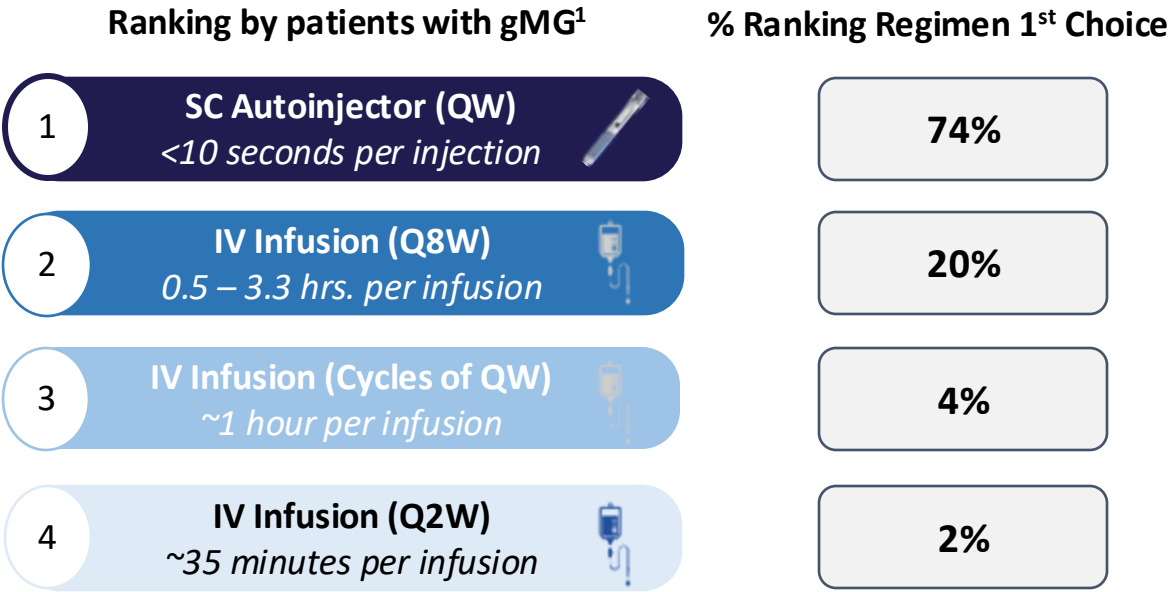 Ranking by patients with gMG¹
% Ranking Regimen 1st Choice
1
SC Autoinjector (QW)
<10 seconds per injection
74%
2
IV Infusion (Q8W)
0.5 – 3.3 hrs. per infusion
20%
3
IV Infusion (Cycles of QW)
~1 hour per infusion
4%
4
IV Infusion (Q2W)
~35 minutes per infusion
2%